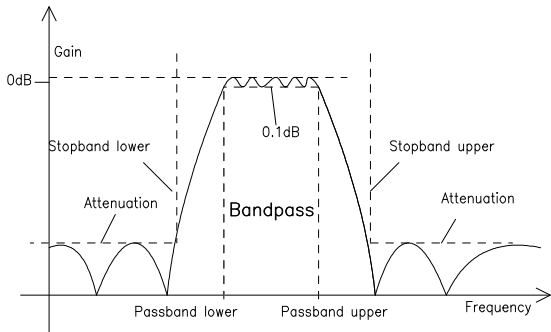 Gain
0dB
0.1dB
Stopband lower
Stopband upper
Attenuation
Attenuation
Bandpass
Passband lower
Passband upper
Frequency